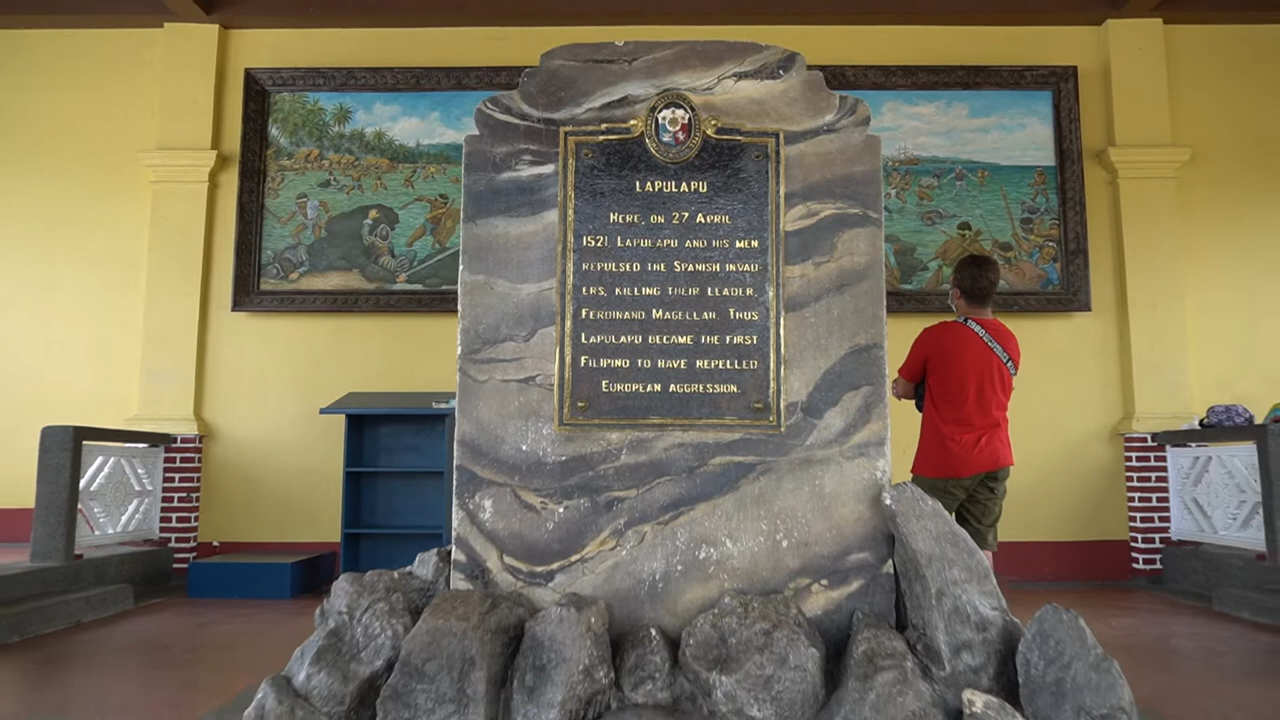 LAPULAPU
HERE, ON 27 APRIL
1521, LAPULAPU AND HIS MEN
REPULSED THE SPANISH INVAD-
ERS, KILLING THEIR LEADER,
FERDINAND MAGELLAN. THUS
LAPULAPU BECAME THE FIRST
FILIPINO TO HAVE REPELLED
EUROPEAN AGGRESSION.
1980